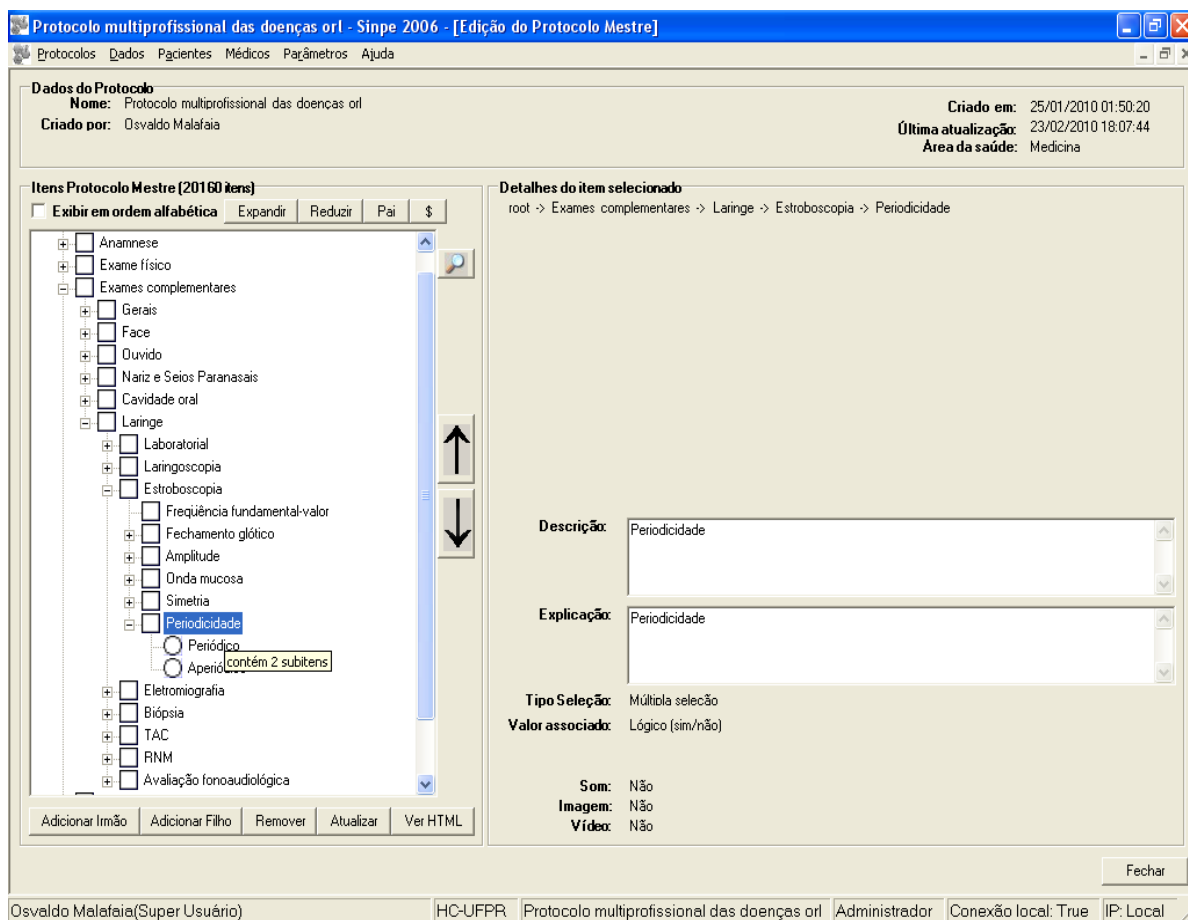 Protocolo multiprofissional das doenças orl - Sinpe 2006 - [Edição do Protocolo Mestre]
Protocolos Dados Pacientes Médicos Parâmetros Ajuda
Dados do Protocolo
Nome: Protocolo multiprofissional das doenças orl
Criado por: Osvaldo Malafaia
Criado em: 25/01/2010 01:50:20
Última atualização: 23/02/2010 18:07:44
Área da saúde: Medicina
Itens Protocolo Mestre (20160 itens)
Exibir em ordem alfabética Expandir Reduzir Pai $
Anamnese
Exame físico
Exames complementares
Gerais
Face
Ouvido
Nariz e Seios Paranasais
Cavidade oral
Laringe
Laboratorial
Laringoscopia
Estroboscopia
Freqüência fundamental-valor
Fechamento glótico
Amplitude
Onda mucosa
Simetria
Periodicidade
Periódico
contém 2 subitens
Eletromiografia
Biópsia
TAC
RNM
Avaliação fonoaudiológica
Adicionar Irmão Adicionar Filho Remover Atualizar Ver HTML
Detalhes do item selecionado
root -> Exames complementares -> Laringe -> Estroboscopia -> Periodicidade
Descrição: Periodicidade
Explicação: Periodicidade
Tipo Seleção: Múltipla seleção
Valor associado: Lógico (sim/não)
Som: Não
Imagem: Não
Vídeo: Não
Fechar
Osvaldo Malafaia(Super Usuário) HC-UFPR Protocolo multiprofissional das doenças orl Administrador Conexão local: True IP: Local